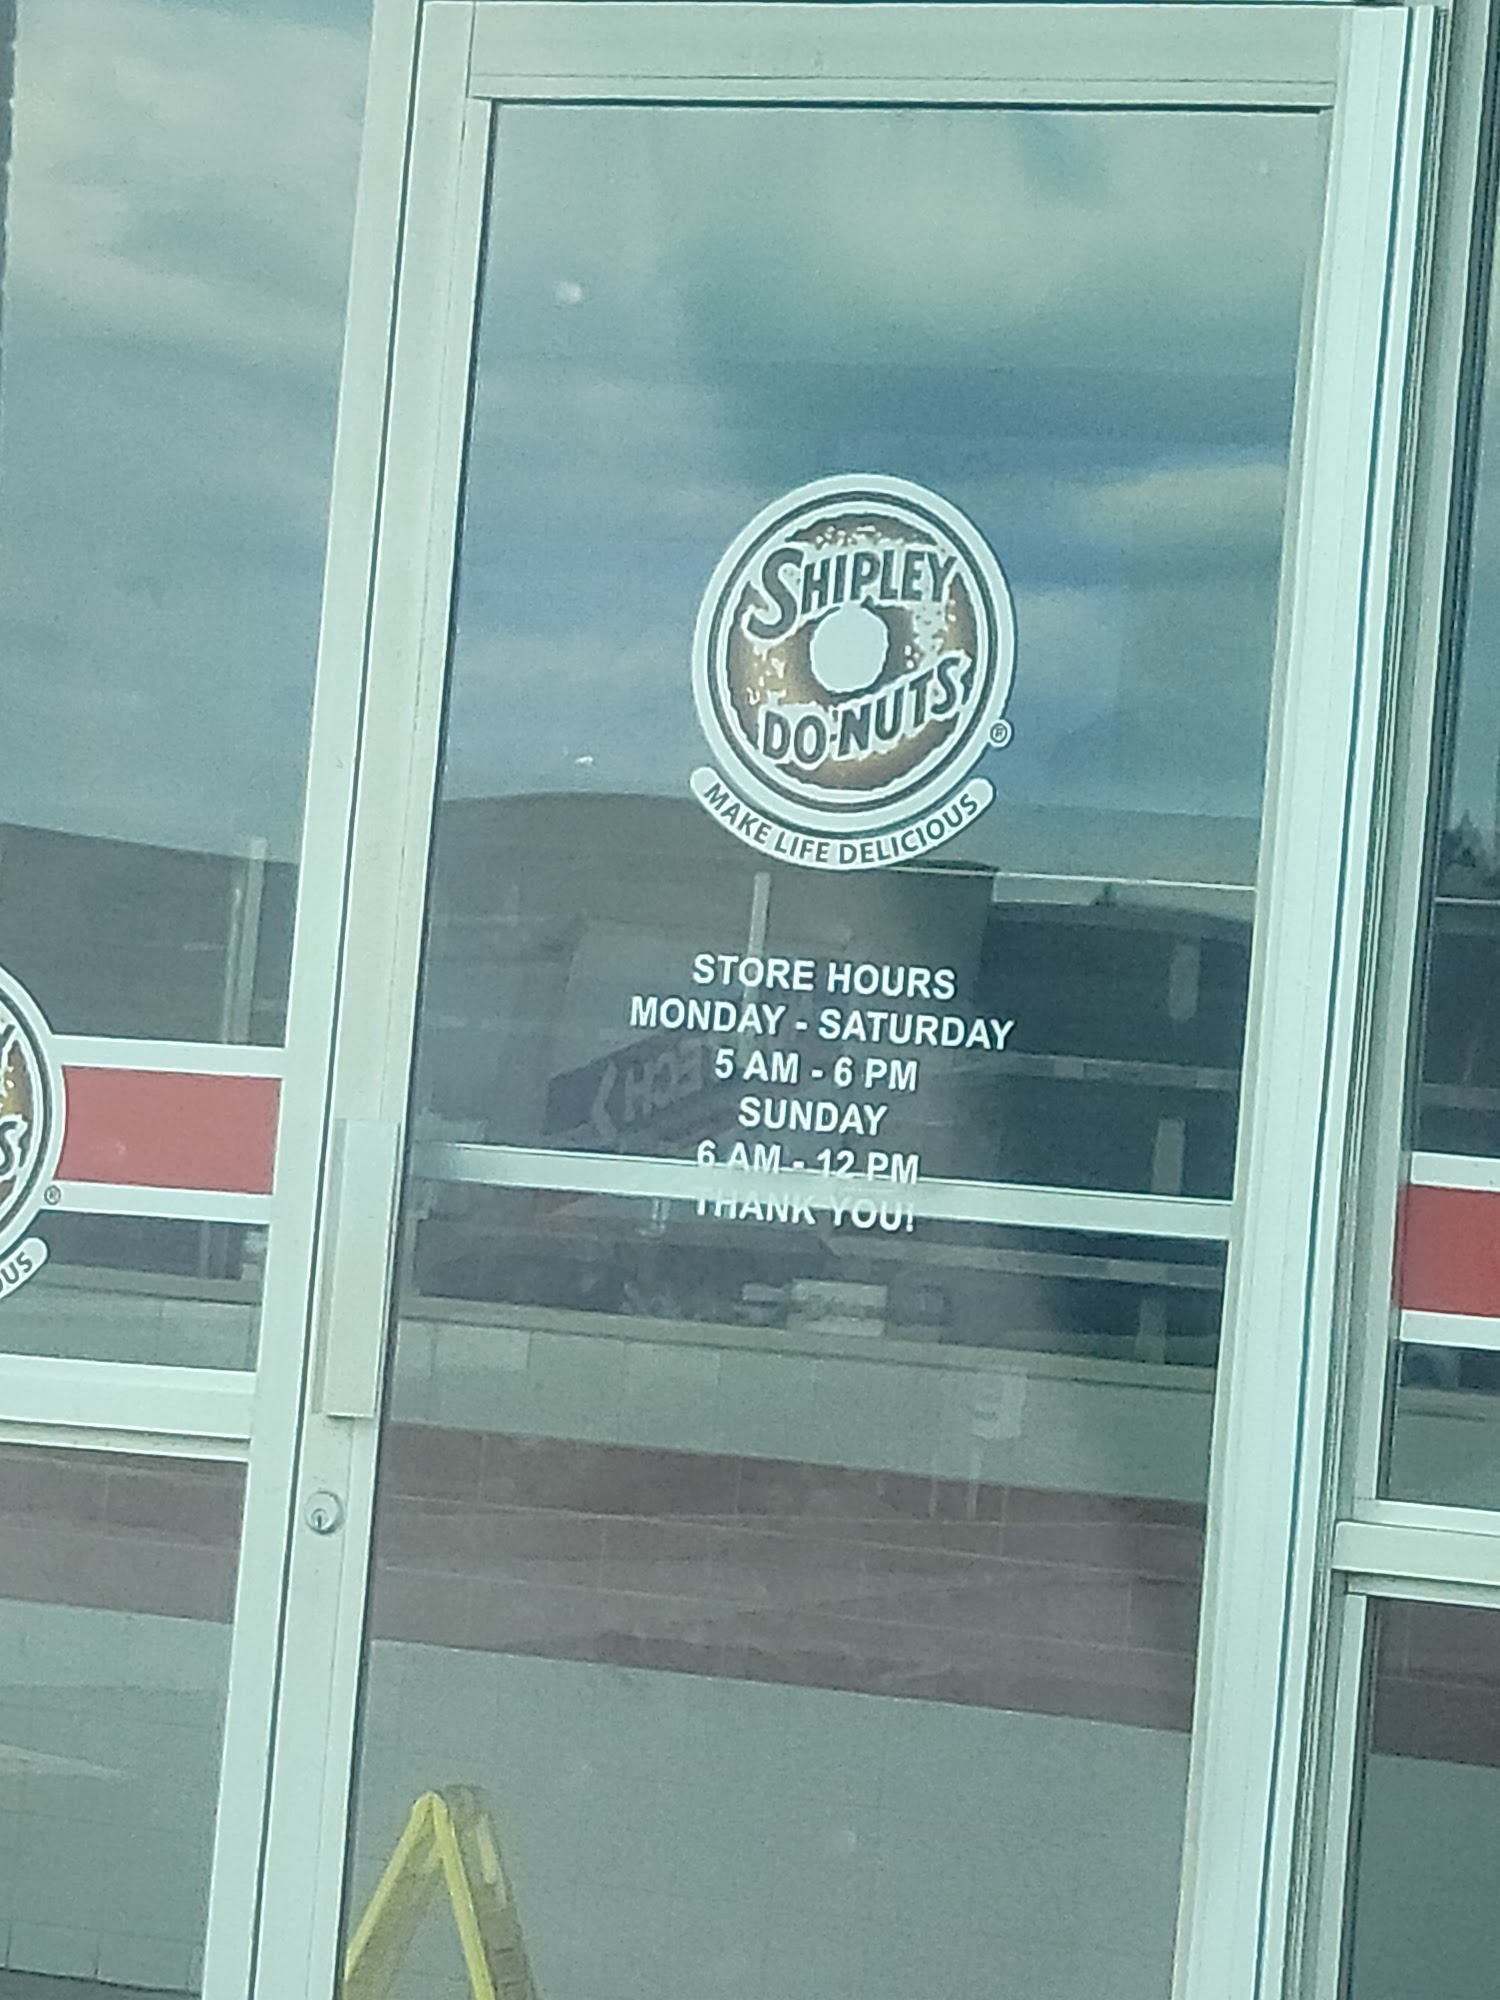 SHIPLEY
DO-NUTS
®
MAKE LIFE DELICIOUS
STORE HOURS
MONDAY - SATURDAY
5 AM - 6 PM
SUNDAY
6 AM - 12 PM
THANK YOU!
®